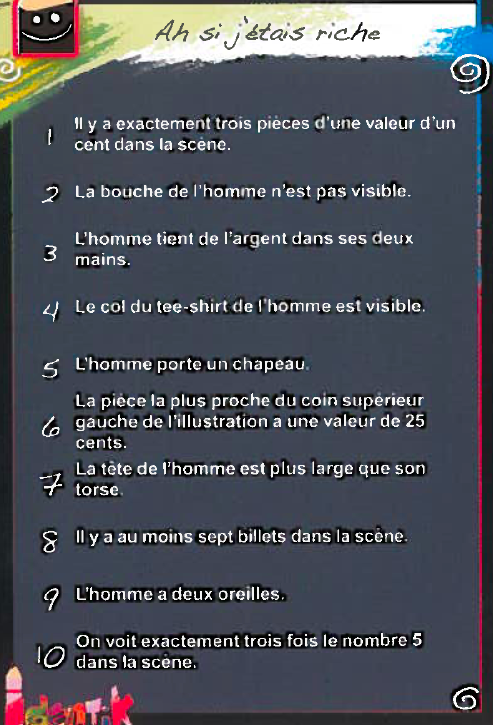 Ah si j'étais riche
1 Il y a exactement trois pièces d'une valeur d'un
cent dans la scène.
2 La bouche de l'homme n'est pas visible.
3 L'homme tient de l'argent dans ses deux
mains.
4 Le col du tee-shirt de l'homme est visible.
5 L'homme porte un chapeau.
6 La pièce la plus proche du coin supérieur
gauche de l'illustration a une valeur de 25
cents.
7 La tête de l'homme est plus large que son
torse.
8 Il y a au moins sept billets dans la scène.
9 L'homme a deux oreilles.
10 On voit exactement trois fois le nombre 5
dans la scène.